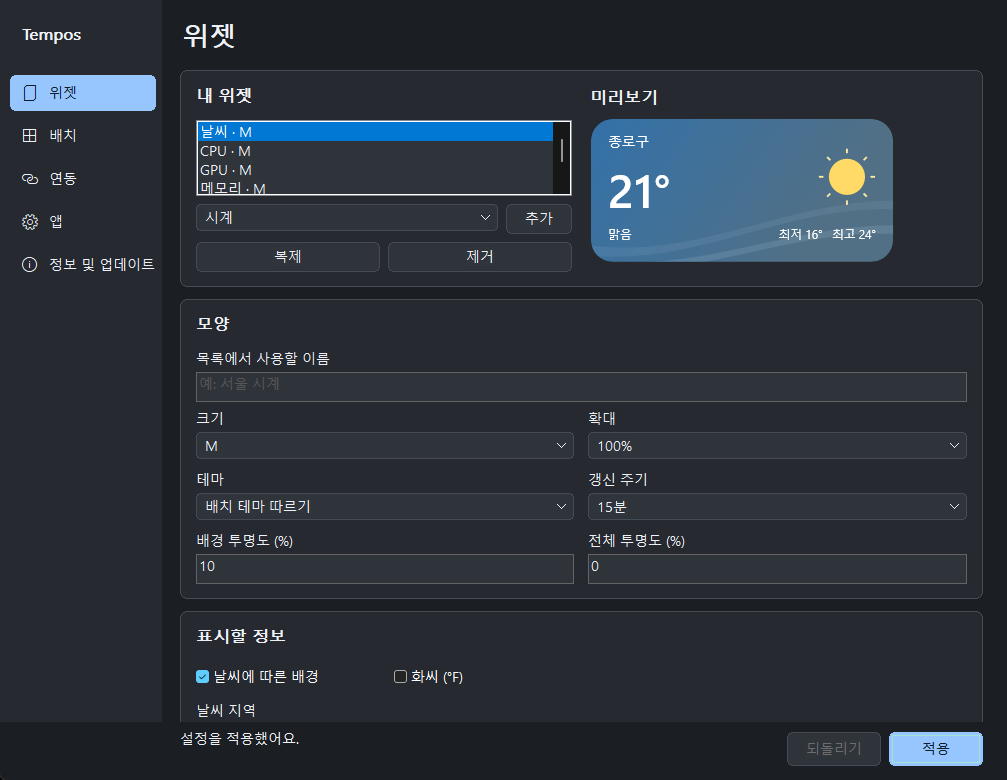 Tempos
위젯
배치
연동
앱
정보 및 업데이트
위젯
내 위젯
날씨 · M
CPU · M
GPU · M
메모리 · M
시계
추가
복제
제거
미리보기
종로구
21°
맑음
최저 16° 최고 24°
모양
목록에서 사용할 이름
예: 서울 시계
크기
확대
M
100%
테마
갱신 주기
배치 테마 따르기
15분
배경 투명도 (%)
전체 투명도 (%)
10
0
표시할 정보
날씨에 따른 배경
화씨 (°F)
날씨 지역
설정을 적용했어요.
되돌리기
적용